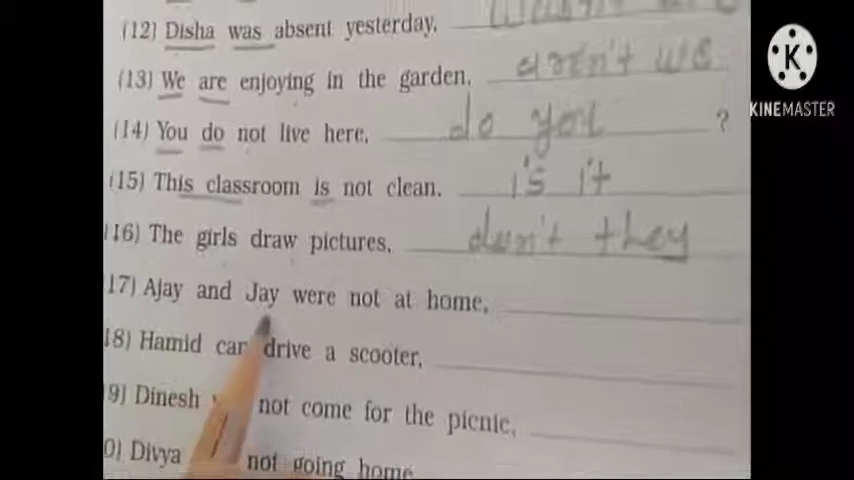 (12) Disha was absent yesterday,
(13) We are enjoying in the garden, aren't we
(14) You do not live here, do you ?
(15) This classroom is not clean, is it
(16) The girls draw pictures, don't they
17) Ajay and Jay were not at home,
18) Hamid can drive a scooter,
9) Dinesh not come for the picnic,
0) Divya not going home
K
KINEMASTER